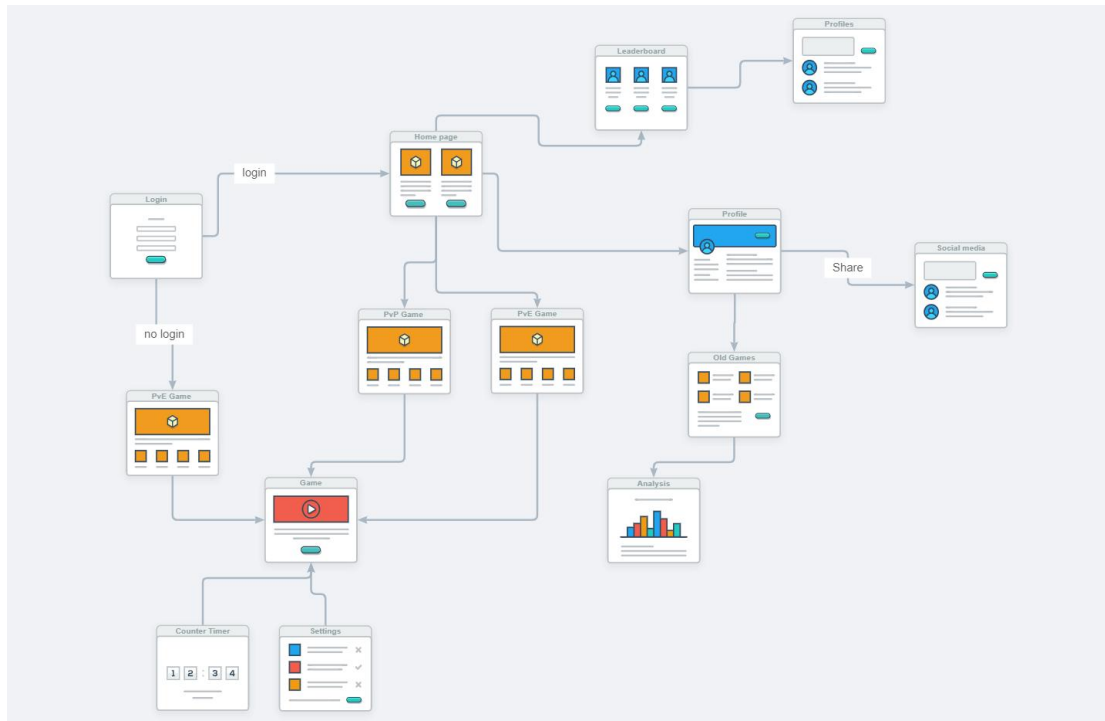 Profiles
Leaderboard
Home page
login
Login
Profile
Social media
Share
PvP Game
PvE Game
no login
Old Games
PvE Game
Game
Analysis
Counter Timer
Settings
1 2 : 3 4